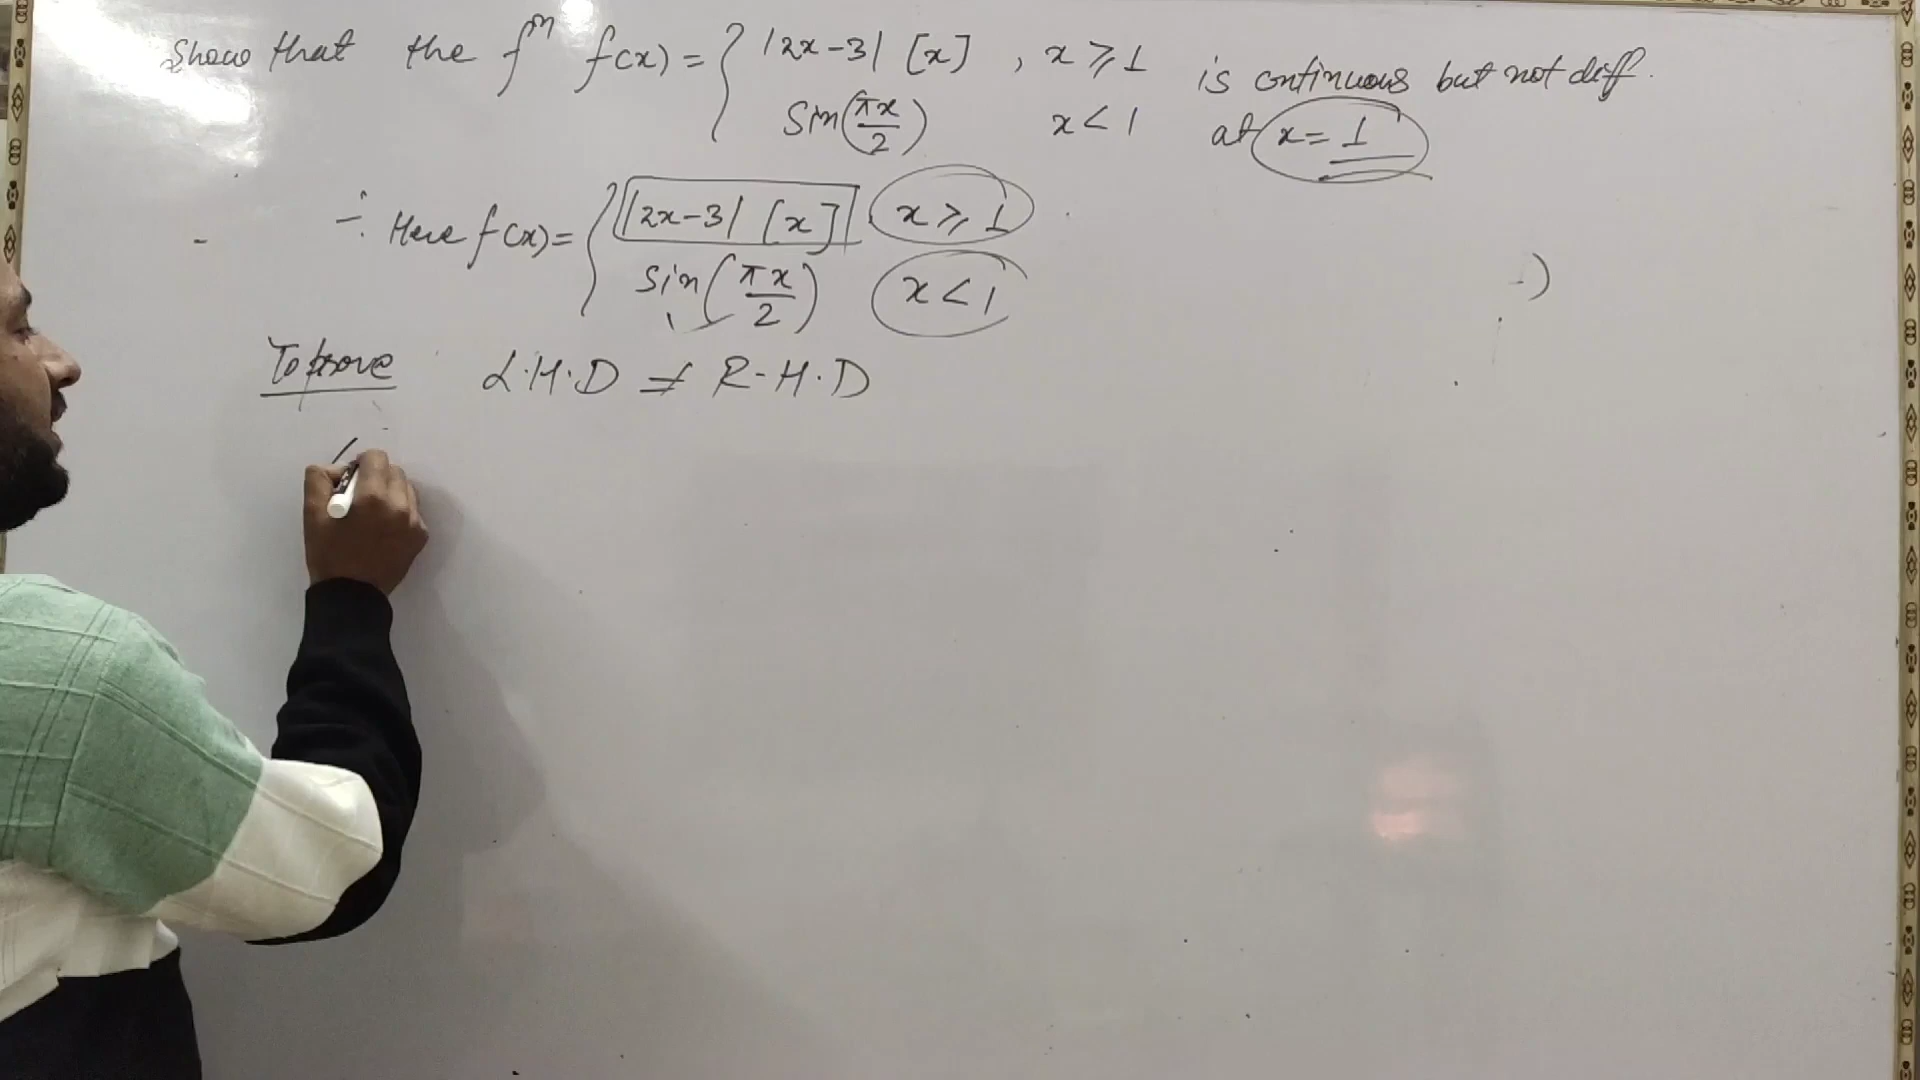 Show that the fⁿ f(x) = { |2x-3| [x] , x ≥ 1 is continuous but not diff.
Sin(πx/2) x < 1 at x = 1
∴ Here f(x) = { |2x-3| [x] x ≥ 1
Sin(πx/2) x < 1
To prove L.H.D ≠ R.H.D